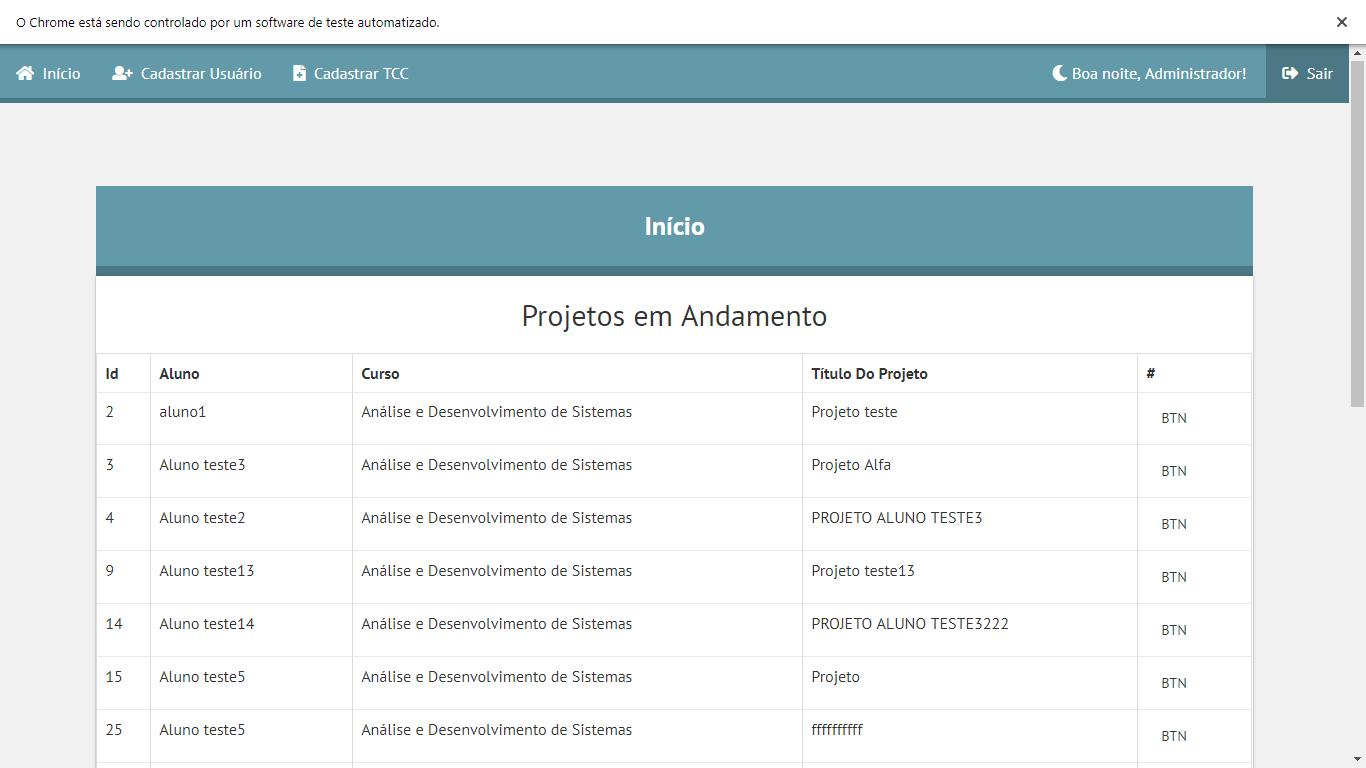 O Chrome está sendo controlado por um software de teste automatizado.
Início Cadastrar Usuário Cadastrar TCC Boa noite, Administrador! Sair
Início
Projetos em Andamento
Id Aluno Curso Título Do Projeto #
2 aluno1 Análise e Desenvolvimento de Sistemas Projeto teste BTN
3 Aluno teste3 Análise e Desenvolvimento de Sistemas Projeto Alfa BTN
4 Aluno teste2 Análise e Desenvolvimento de Sistemas PROJETO ALUNO TESTE3 BTN
9 Aluno teste13 Análise e Desenvolvimento de Sistemas Projeto teste13 BTN
14 Aluno teste14 Análise e Desenvolvimento de Sistemas PROJETO ALUNO TESTE3222 BTN
15 Aluno teste5 Análise e Desenvolvimento de Sistemas Projeto BTN
25 Aluno teste5 Análise e Desenvolvimento de Sistemas ffffffffff BTN